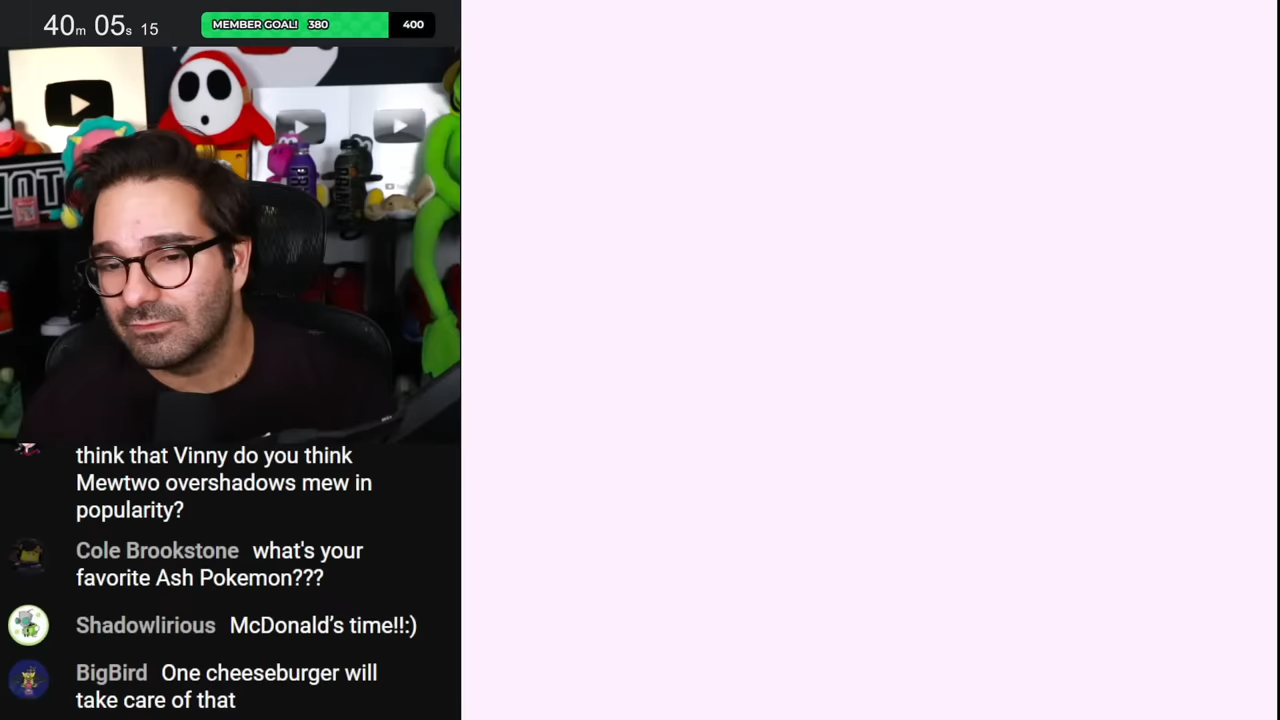 40m 05s 15
MEMBER GOAL! 380
400
think that Vinny do you think
Mewtwo overshadows mew in
popularity?
Cole Brookstone what's your
favorite Ash Pokemon???
Shadowlirious McDonald’s time!!:)
BigBird One cheeseburger will
take care of that